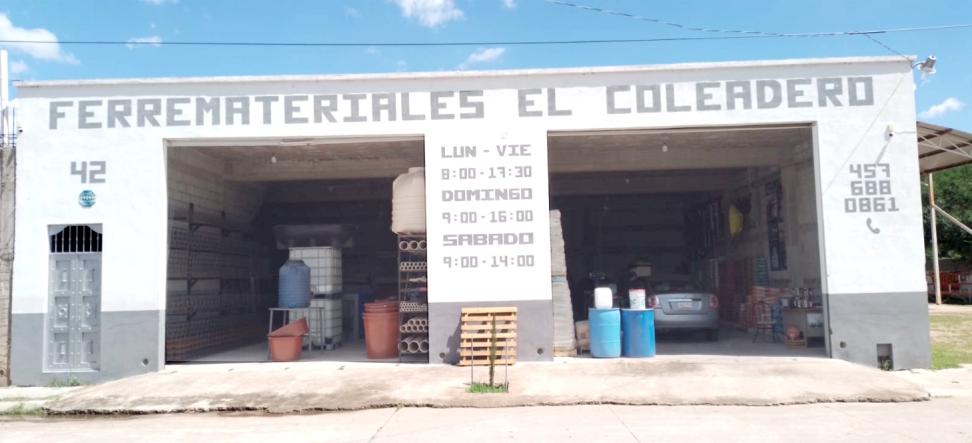 FERREMATERIALES EL COLEADERO
42
LUN - VIE
8:00-17:30
DOMINGO
9:00-16:00
SABADO
9:00-14:00
457
688
0861